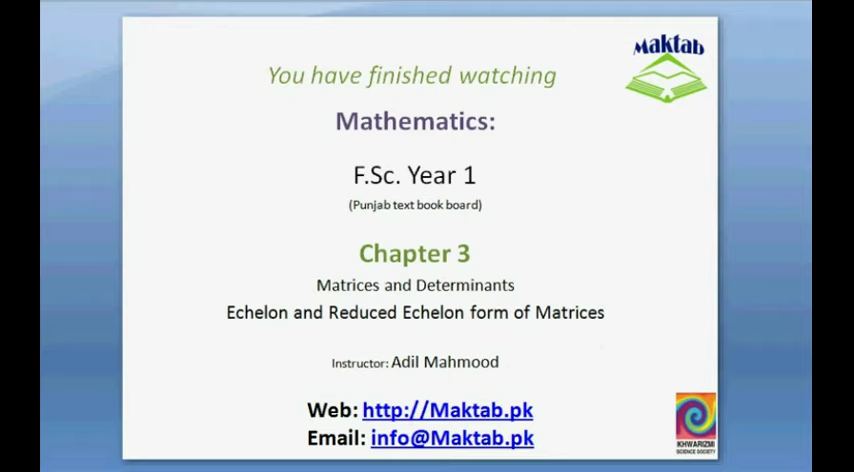 Maktab
You have finished watching
Mathematics:
F.Sc. Year 1
(Punjab text book board)
Chapter 3
Matrices and Determinants
Echelon and Reduced Echelon form of Matrices
Instructor: Adil Mahmood
Web: http://Maktab.pk
Email: info@Maktab.pk
KHWARIZMI
SCIENCE SOCIETY